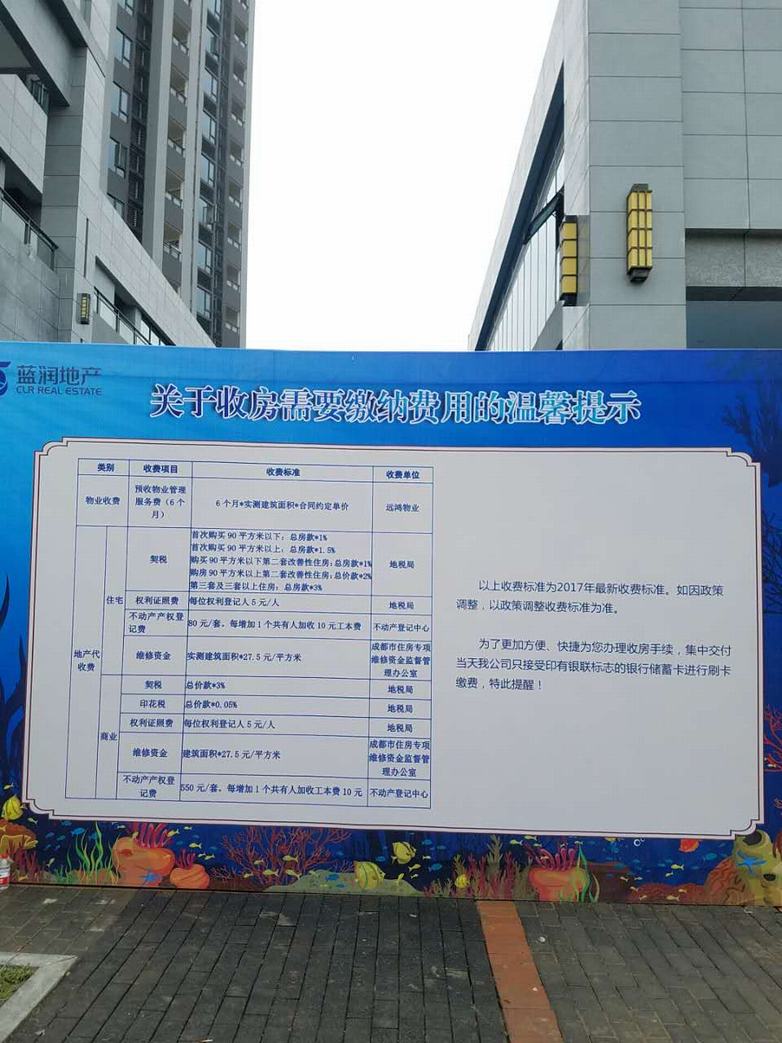 蓝润地产
CLR REAL ESTATE
关于收房需要缴纳费用的温馨提示
类别 收费项目 收费标准 收费单位
物业收费 预收物业管理服务费（6个月） 6个月*实测建筑面积*合同约定单价 远鸿物业
地产代收费
住宅
契税
首次购买90平方米以下：总房款*1%
首次购买90平方米以上：总房款*1.5%
购买90平方米以下第二套改善性住房：总房款*1%
购房90平方米以上第二套改善性住房：总价款*2%
第三套及三套以上住房：总房款*3%
地税局
权利证照费 每位权利登记人5元/人 地税局
不动产产权登记费 80元/套，每增加1个共有人加收10元工本费 不动产登记中心
维修资金 实测建筑面积*27.5元/平方米 成都市住房专项维修资金监督管理办公室
商业
契税 总价款*3% 地税局
印花税 总价款*0.05% 地税局
权利证照费 每位权利登记人5元/人 地税局
维修资金 建筑面积*27.5元/平方米 成都市住房专项维修资金监督管理办公室
不动产产权登记费 550元/套，每增加1个共有人加收工本费10元 不动产登记中心
以上收费标准为2017年最新收费标准。如因政策
调整，以政策调整收费标准为准。
为了更加方便、快捷为您办理收房手续，集中交付
当天我公司只接受印有银联标志的银行储蓄卡进行刷卡
缴费，特此提醒！